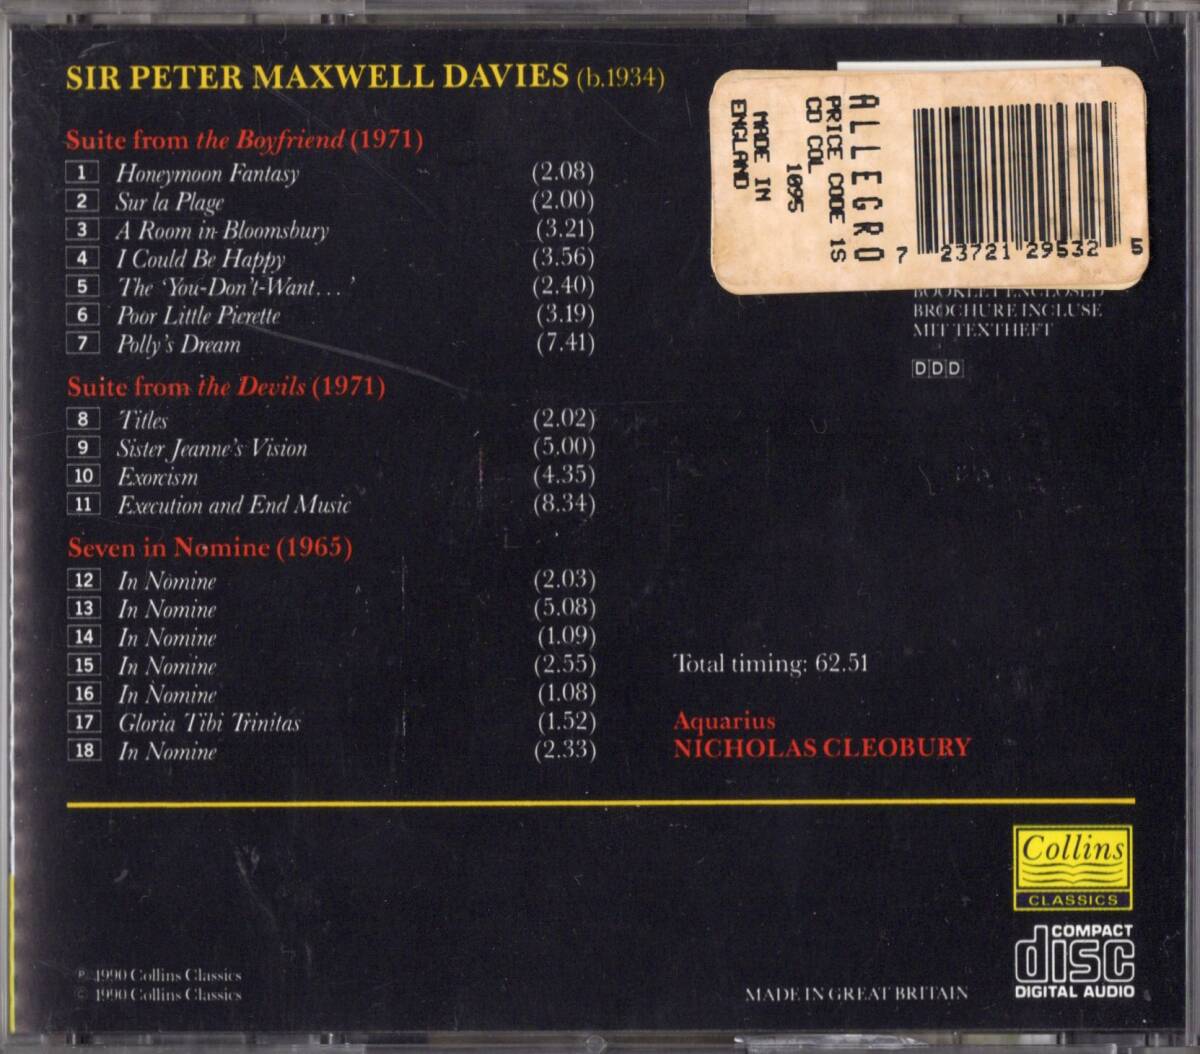 SIR PETER MAXWELL DAVIES (b.1934)
Suite from the Boyfriend (1971)
1 Honeymoon Fantasy (2.08)
2 Sur la Plage (2.00)
3 A Room in Bloomsbury (3.21)
4 I Could Be Happy (3.56)
5 The 'You-Don't-Want...' (2.40)
6 Poor Little Pierette (3.19)
7 Polly's Dream (7.41)
Suite from the Devils (1971)
8 Titles (2.02)
9 Sister Jeanne's Vision (5.00)
10 Exorcism (4.35)
11 Execution and End Music (8.34)
Seven in Nomine (1965)
12 In Nomine (2.03)
13 In Nomine (5.08)
14 In Nomine (1.09)
15 In Nomine (2.55)
16 In Nomine (1.08)
17 Gloria Tibi Trinitas (1.52)
18 In Nomine (2.33)
ALLEGRO
PRICE CODE IS
CD COL
1095
MADE IN
ENGLAND
7 23721 29532 5
BOOKLET ENCLOSED
BROCHURE INCLUSE
MIT TEXTHEFT
DDD
Total timing: 62.51
Aquarius
NICHOLAS CLEOBURY
Collins
CLASSICS
COMPACT
disc
DIGITAL AUDIO
℗ 1990 Collins Classics
© 1990 Collins Classics
MADE IN GREAT BRITAIN